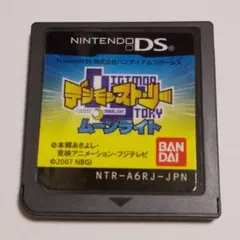 NINTENDO DS
DIGIMON
デジモンストーリー
STORY
ムーンライト
©本郷あきよし・
東映アニメーション・フジテレビ
©2007 NBGI
BAN
DAI
NTR-A6RJ-JPN